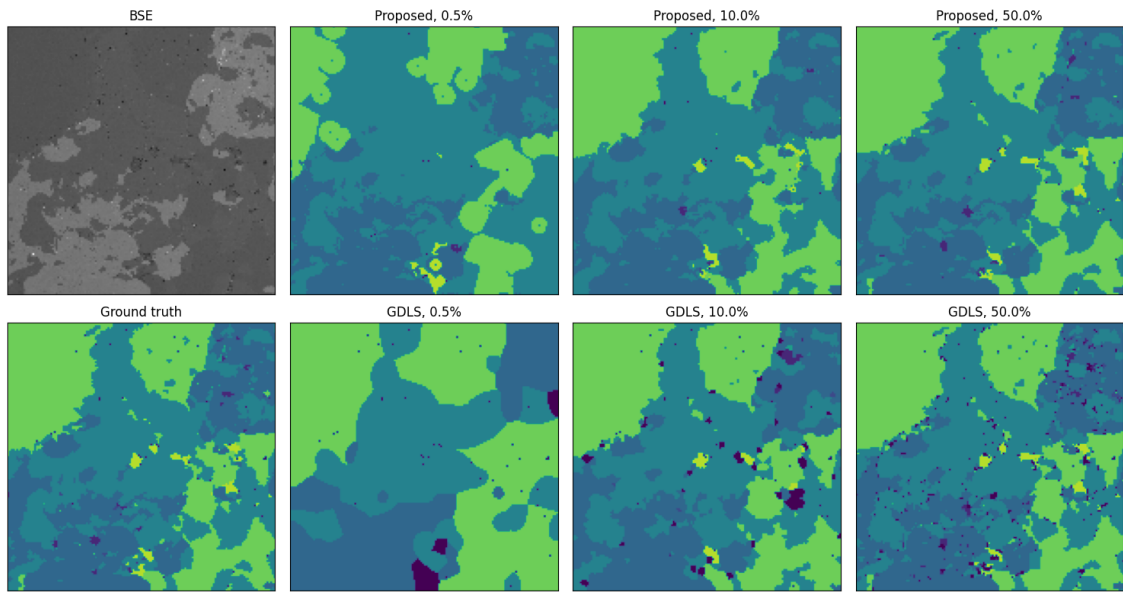 BSE
Proposed, 0.5%
Proposed, 10.0%
Proposed, 50.0%
Ground truth
GDLS, 0.5%
GDLS, 10.0%
GDLS, 50.0%